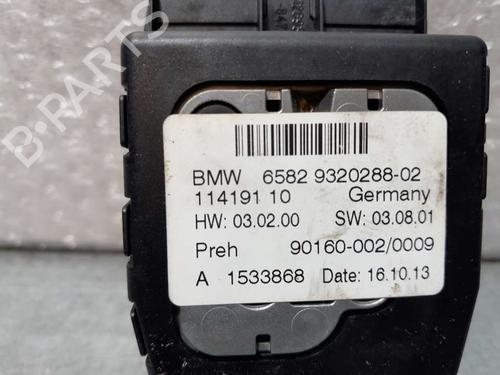 B-PARTS
BMW 6582 9320288-02
114191 10 Germany
HW: 03.02.00 SW: 03.08.01
Preh 90160-002/0009
A 1533868 Date: 16.10.13